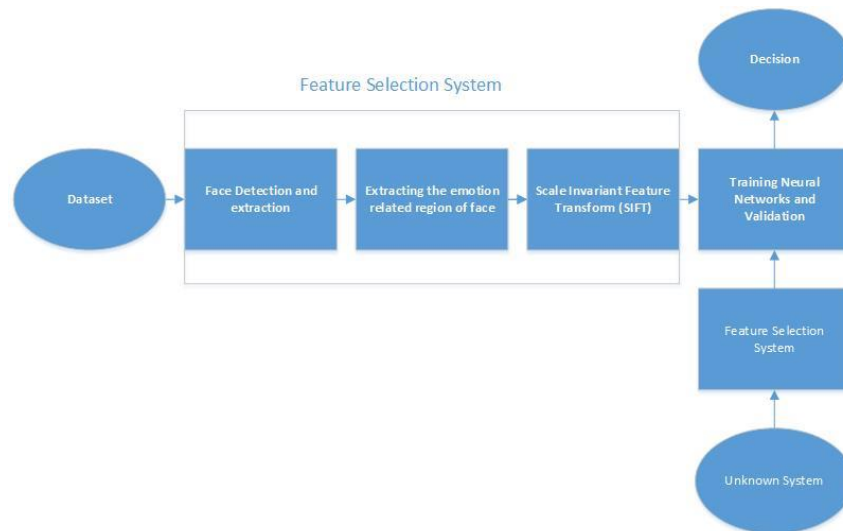 Decision
Feature Selection System
Dataset
Face Detection and
extraction
Extracting the emotion
related region of face
Scale Invariant Feature
Transform (SIFT)
Training Neural
Networks and
Validation
Feature Selection
System
Unknown System